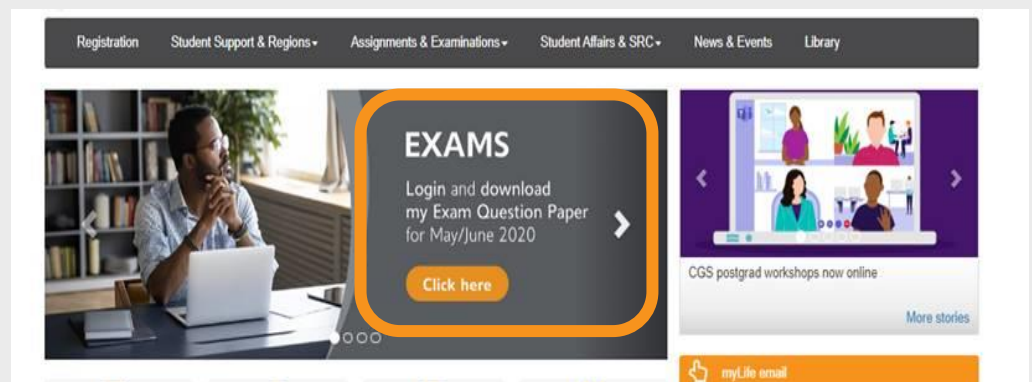 Registration Student Support & Regions Assignments & Examinations Student Affairs & SRC News & Events Library
EXAMS
Login and download
my Exam Question Paper
for May/June 2020
Click here
CGS postgrad workshops now online
More stories
myLife email